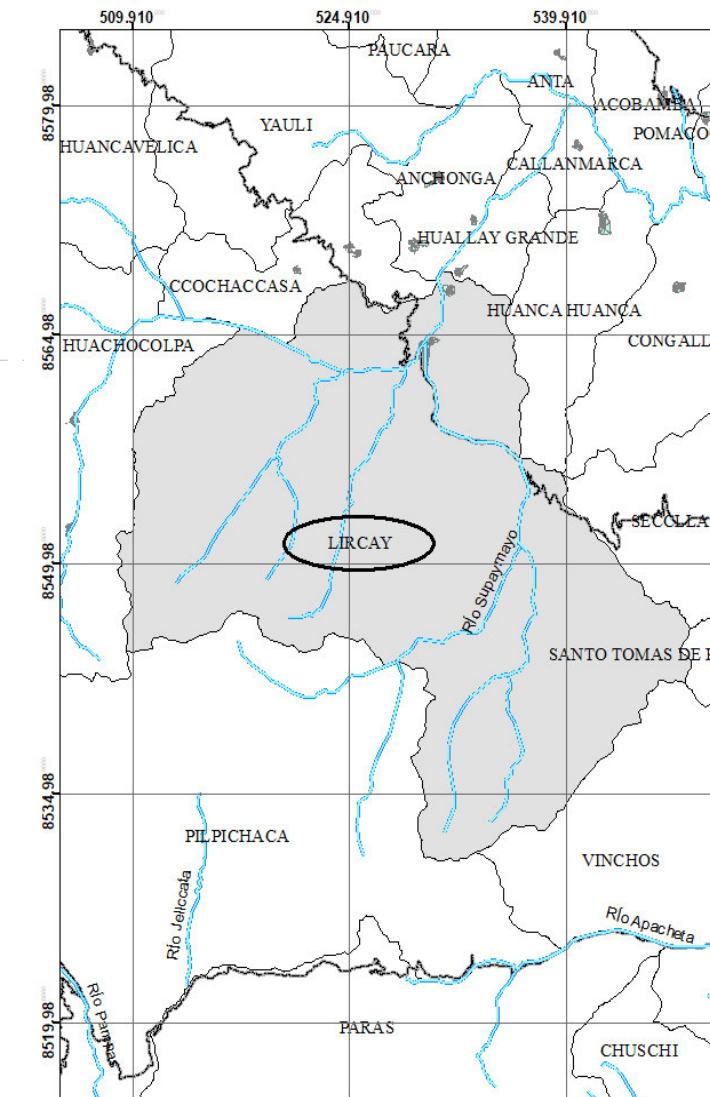 509.910
524.910
539.910
PAUCARA
ANTA
8579.98
ACOBAMBA
YAULI
POMACO
HUANCAVELICA
CALLANMARCA
ANCHONGA
HUALLAY GRANDE
CCOCHACCASA
HUANCA HUANCA
8564.98
HUACHOCOLPA
CONGALL
SECCLLA
LIRCAY
8549.98
Río Supaymayo
SANTO TOMAS DE
8534.98
PILPICHACA
VINCHOS
Río Jeliccata
Río Apacheta
Río
8519.98
PARAS
CHUSCHI